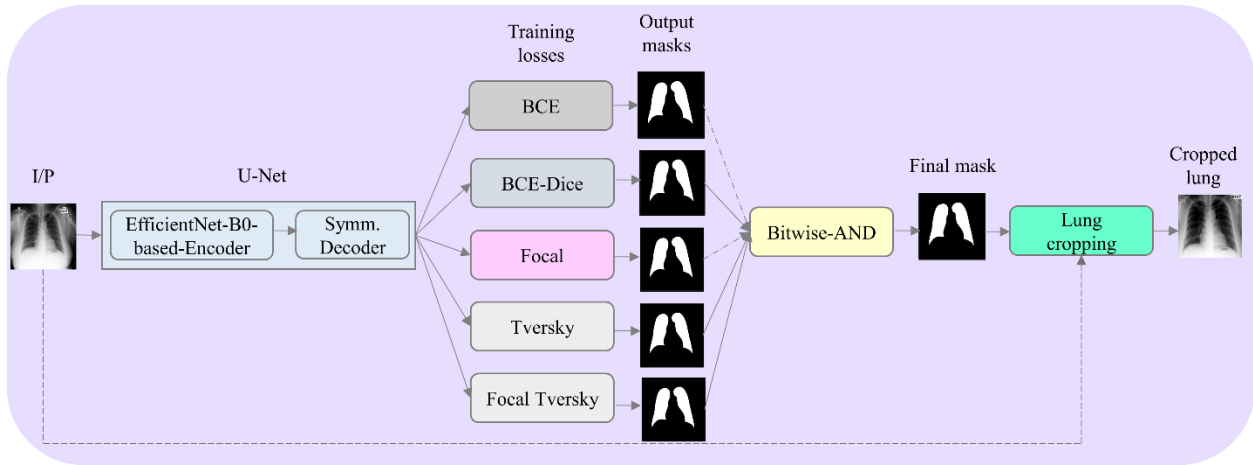 Training
losses
Output
masks
I/P
U-Net
EfficientNet-B0-
based-Encoder
Symm.
Decoder
BCE
BCE-Dice
Focal
Tversky
Focal Tversky
Bitwise-AND
Final mask
Lung
cropping
Cropped
lung